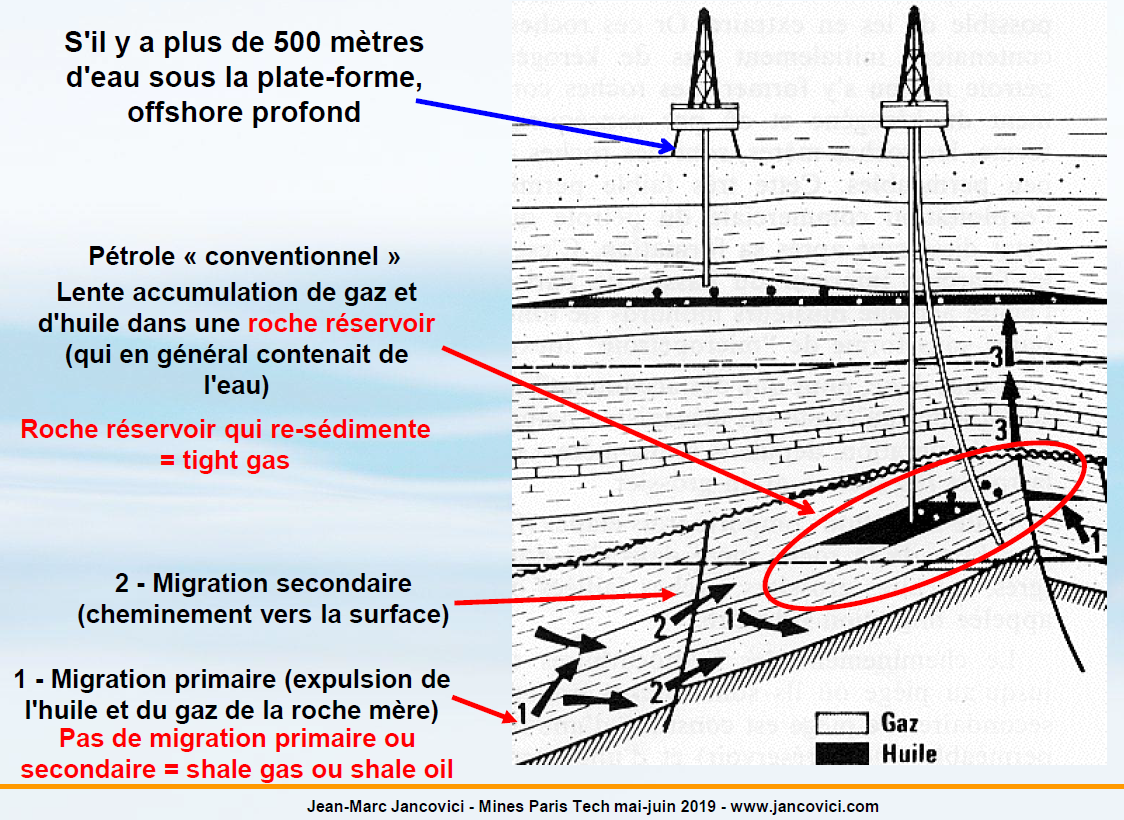 S'il y a plus de 500 mètres
d'eau sous la plate-forme,
offshore profond
Pétrole « conventionnel »
Lente accumulation de gaz et
d'huile dans une roche réservoir
(qui en général contenait de
l'eau)
Roche réservoir qui re-sédimente
= tight gas
2 - Migration secondaire
(cheminement vers la surface)
1 - Migration primaire (expulsion de
l'huile et du gaz de la roche mère)
Pas de migration primaire ou
secondaire = shale gas ou shale oil
3
3
1
2
1
2
1
Gaz
Huile
Jean-Marc Jancovici - Mines Paris Tech mai-juin 2019 - www.jancovici.com